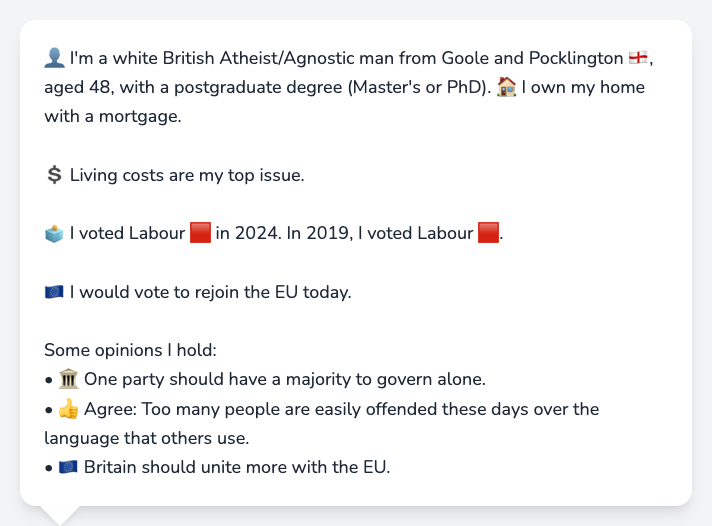 👤 I'm a white British Atheist/Agnostic man from Goole and Pocklington 🏴󠁧󠁢󠁥󠁮󠁧󠁿,
aged 48, with a postgraduate degree (Master's or PhD). 🏠 I own my home
with a mortgage.
💲 Living costs are my top issue.
🗳️ I voted Labour 🟥 in 2024. In 2019, I voted Labour 🟥.
🇪🇺 I would vote to rejoin the EU today.
Some opinions I hold:
• 🏛️ One party should have a majority to govern alone.
• 👍 Agree: Too many people are easily offended these days over the
language that others use.
• 🇪🇺 Britain should unite more with the EU.